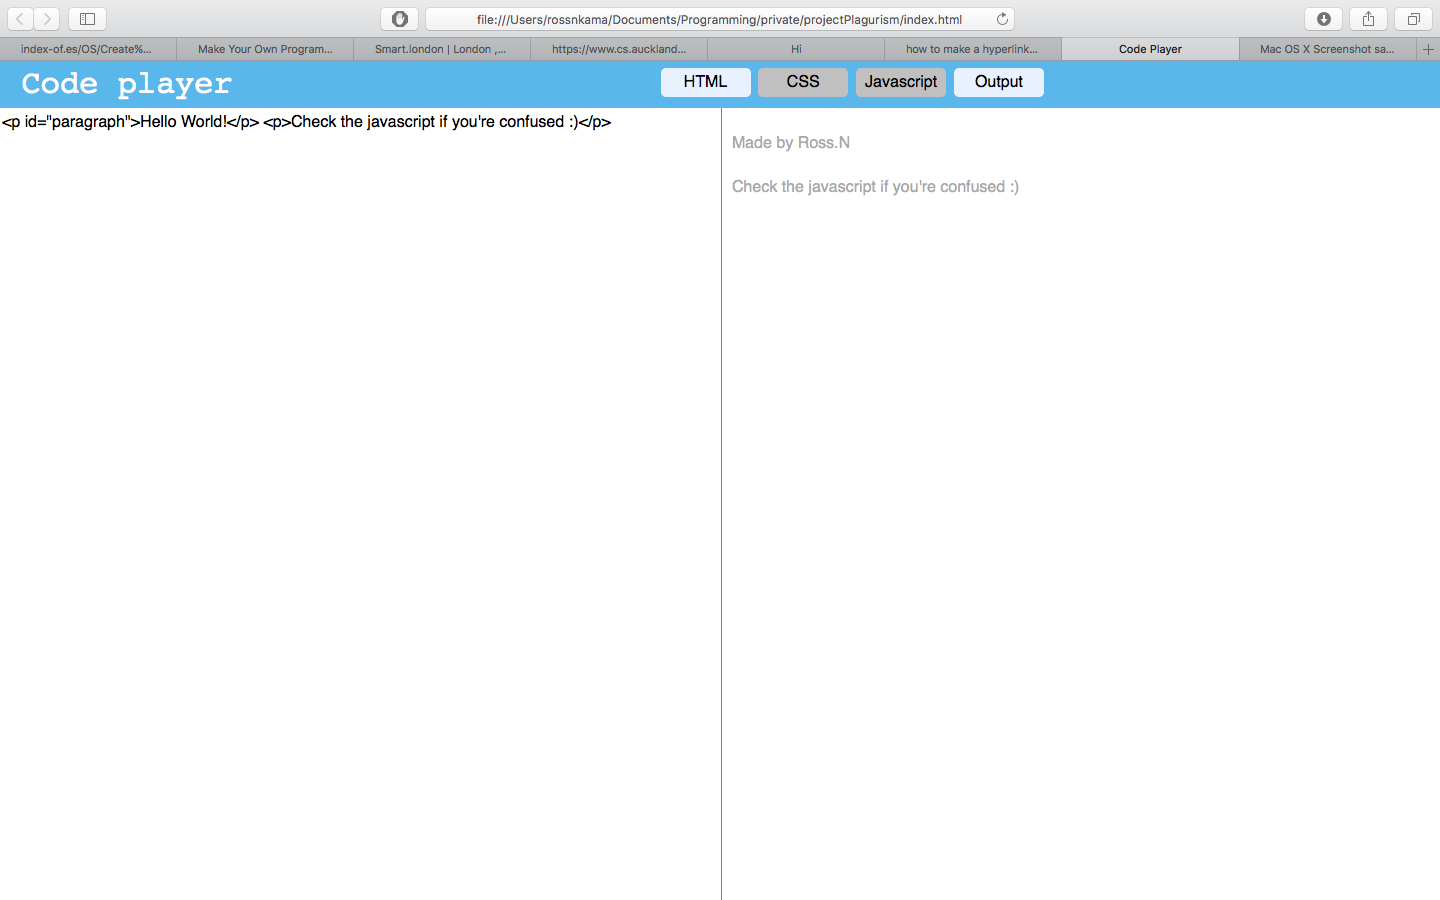 file:///Users/rossnkama/Documents/Programming/private/projectPlagurism/index.html
index-of.es/OS/Create%...
Make Your Own Program...
Smart.london | London ,...
https://www.cs.auckland...
Hi
how to make a hyperlink...
Code Player
Mac OS X Screenshot sa...
Code player
HTML
CSS
Javascript
Output
<p id="paragraph">Hello World!</p> <p>Check the javascript if you're confused :)</p>
Made by Ross.N
Check the javascript if you're confused :)